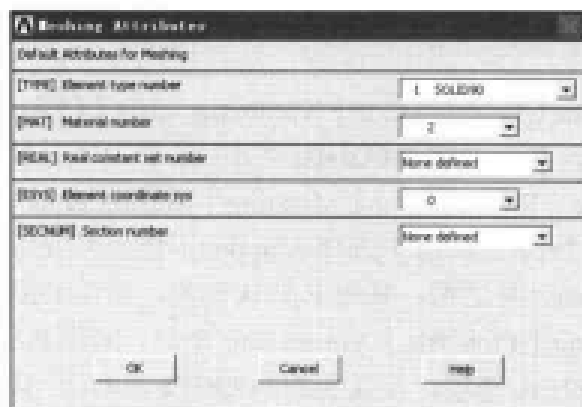 Meshing Attributes
Default Attributes for Meshing
[TYPE] Element type number 1 SOLID90
[MAT] Material number 2
[REAL] Real constant set number None defined
[ESYS] Element coordinate sys 0
[SECNUM] Section number None defined
OK Cancel Help